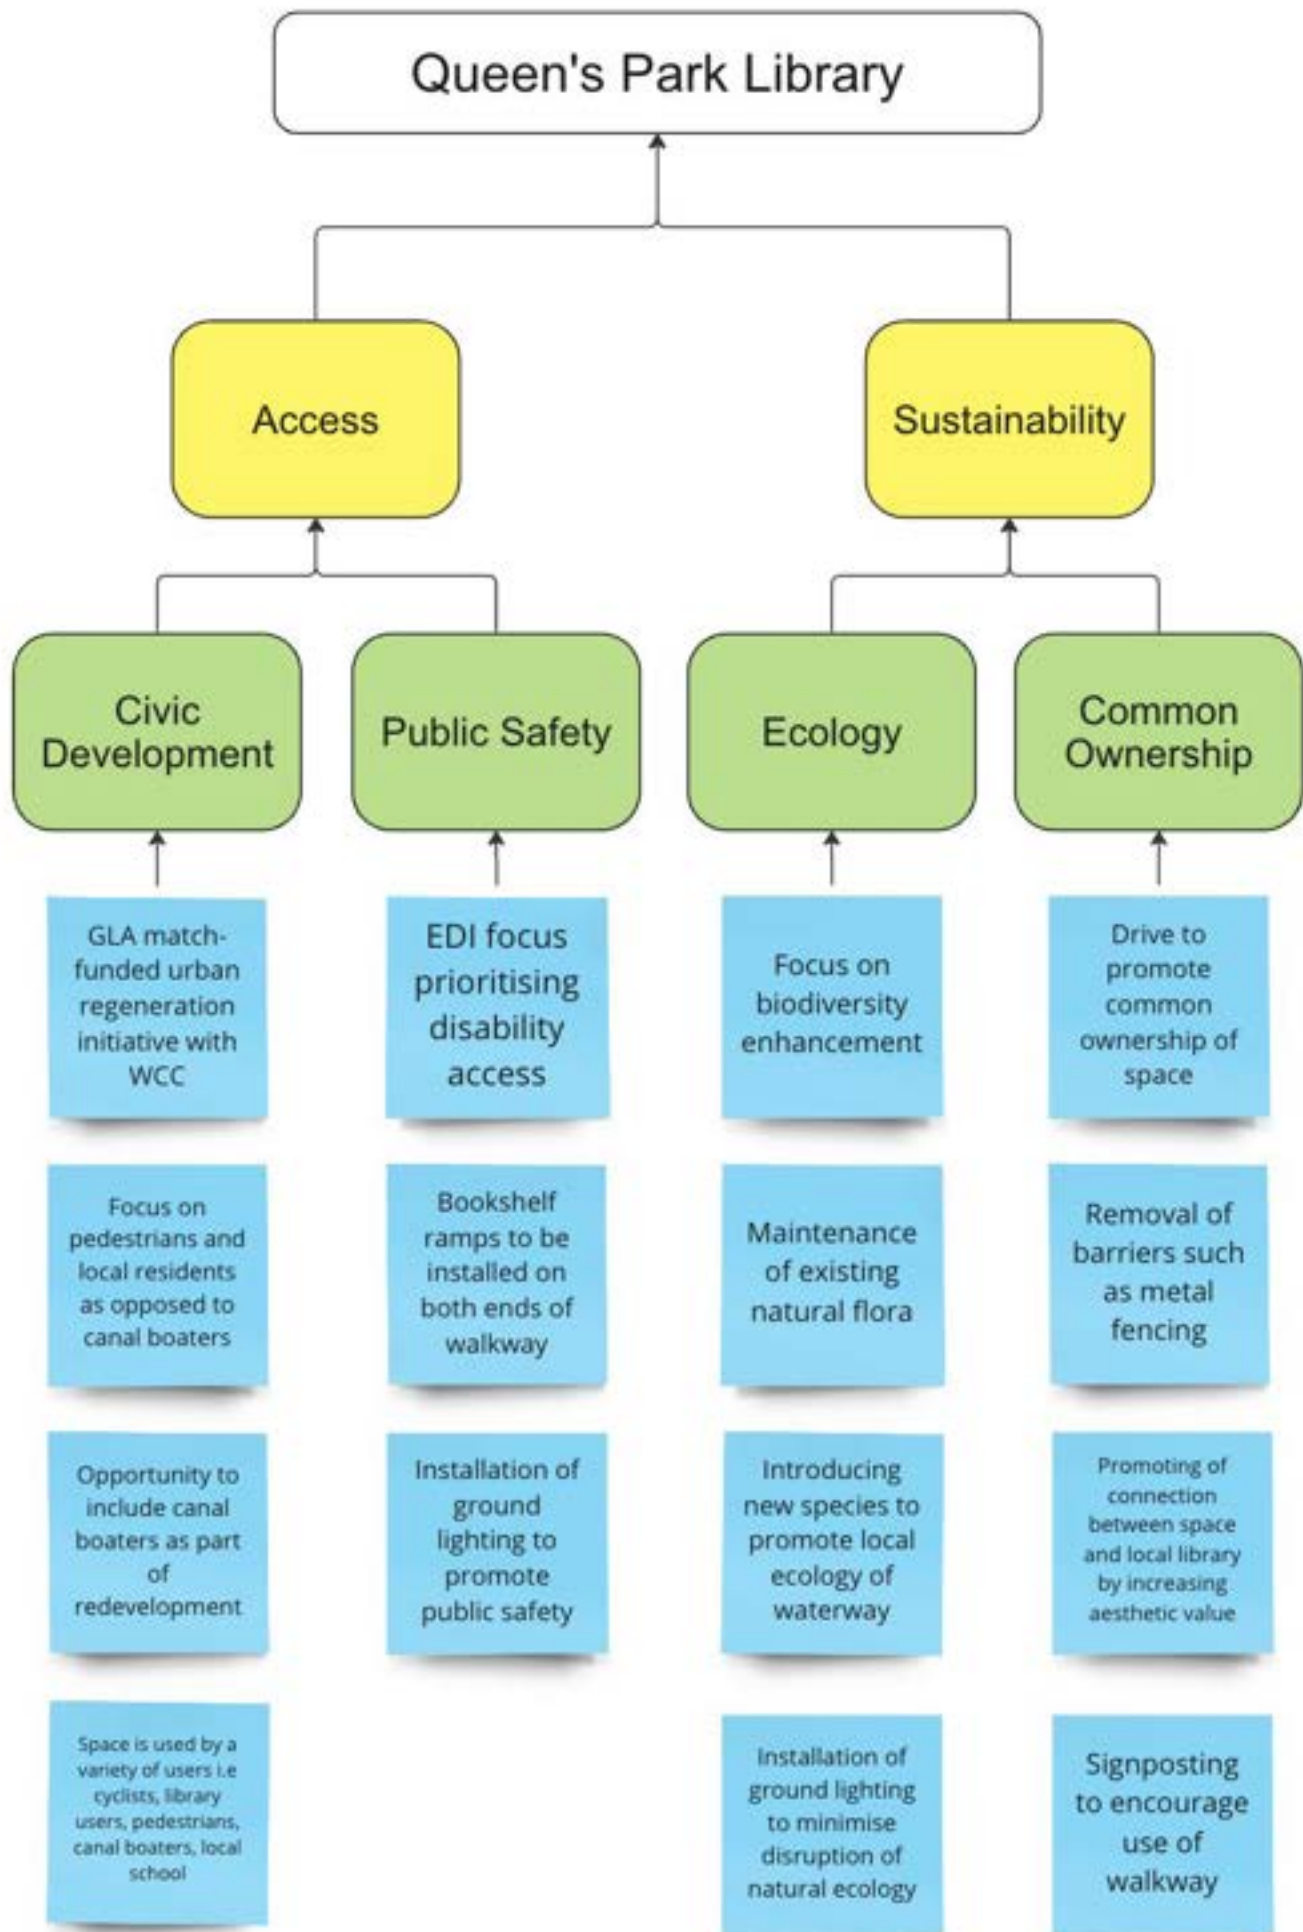 Queen's Park Library
Access
Sustainability
Civic
Development
Public Safety
Ecology
Common
Ownership
GLA match-
funded urban
regeneration
initiative with
WCC
EDI focus
prioritising
disability
access
Focus on
biodiversity
enhancement
Drive to
promote
common
ownership of
space
Focus on
pedestrians and
local residents
as opposed to
canal boaters
Bookshelf
ramps to be
installed on
both ends of
walkway
Maintenance
of existing
natural flora
Removal of
barriers such
as metal
fencing
Opportunity to
include canal
boaters as part
of
redevelopment
Installation of
ground
lighting to
promote
public safety
Introducing
new species to
promote local
ecology of
waterway
Promoting of
connection
between space
and local library
by increasing
aesthetic value
Space is used by a
variety of users i.e
cyclists, library
users, pedestrians,
canal boaters, local
school
Installation of
ground lighting
to minimise
disruption of
natural ecology
Signposting
to encourage
use of
walkway